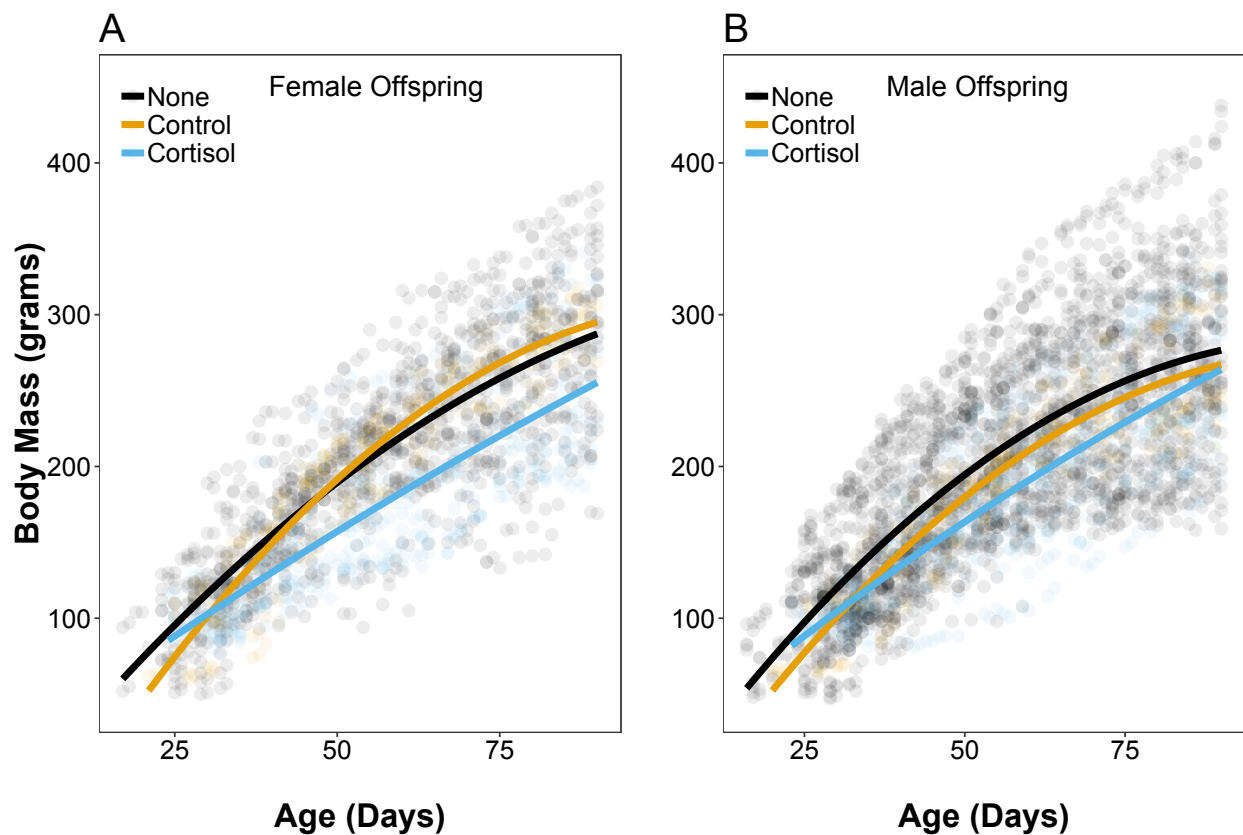 A
Female Offspring
None
Control
Cortisol
400
300
200
100
25
50
75
Age (Days)
Body Mass (grams)
B
Male Offspring
None
Control
Cortisol
400
300
200
100
25
50
75
Age (Days)